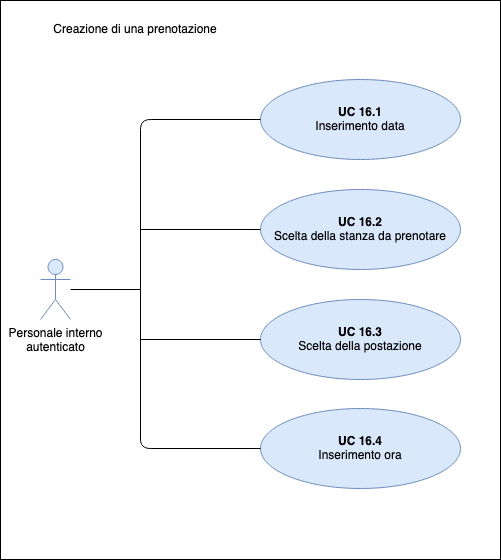 Creazione di una prenotazione
UC 16.1
Inserimento data
UC 16.2
Scelta della stanza da prenotare
Personale interno
autenticato
UC 16.3
Scelta della postazione
UC 16.4
Inserimento ora